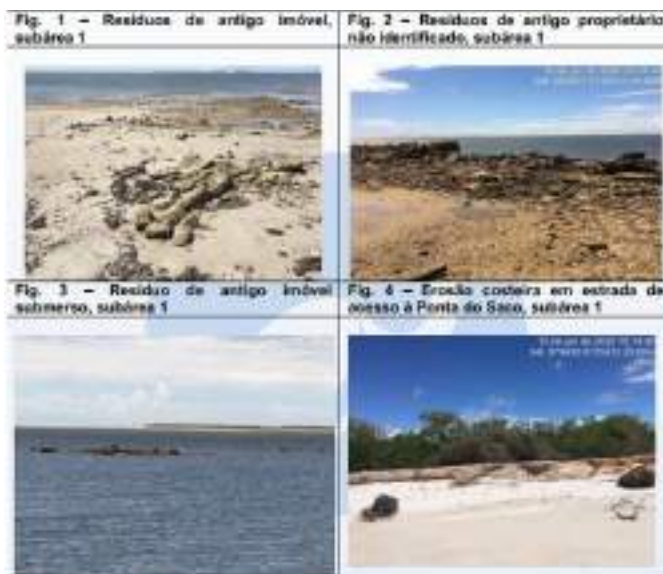 Fig. 1 – Resíduos de antigo imóvel,
subárea 1
Fig. 2 – Resíduos de antigo proprietário
não identificado, subárea 1
Fig. 3 – Resíduo de antigo imóvel
submerso, subárea 1
Fig. 4 – Erosão costeira em estrada de
acesso à Ponta do Saco, subárea 1